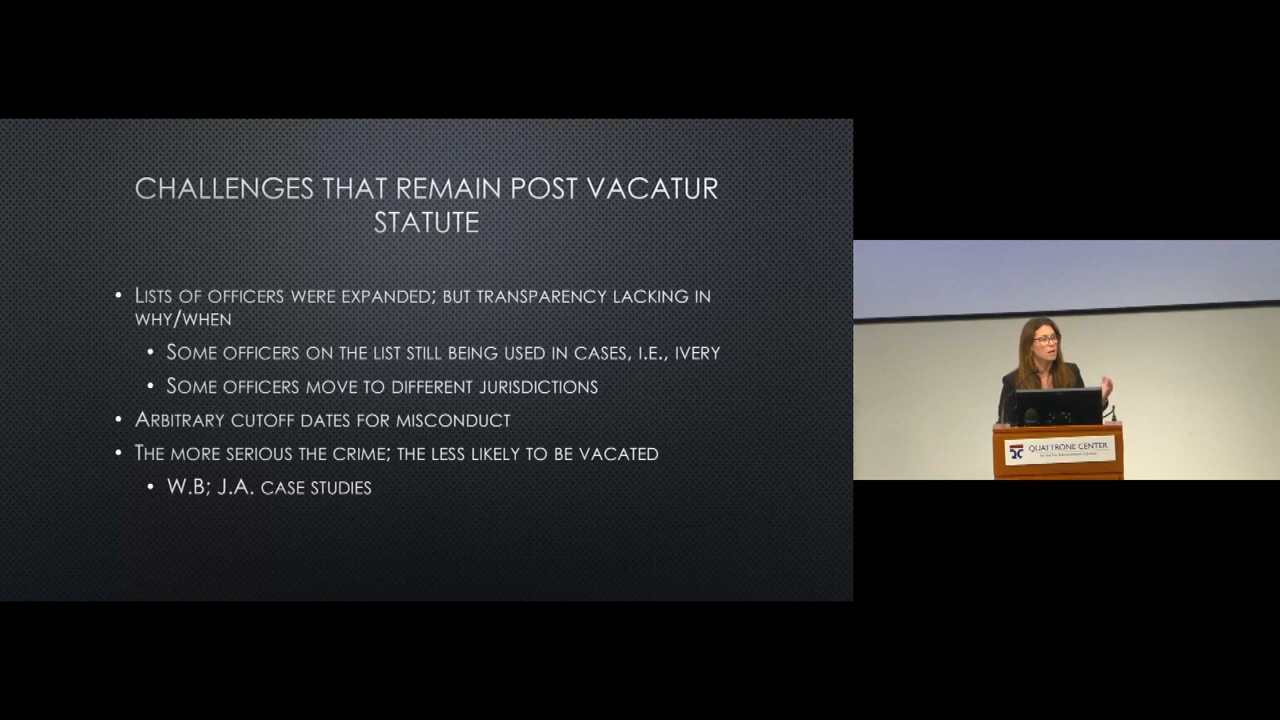 CHALLENGES THAT REMAIN POST VACATUR
STATUTE
• LISTS OF OFFICERS WERE EXPANDED; BUT TRANSPARENCY LACKING IN
WHY/WHEN
• SOME OFFICERS ON THE LIST STILL BEING USED IN CASES, I.E., IVERY
• SOME OFFICERS MOVE TO DIFFERENT JURISDICTIONS
• ARBITRARY CUTOFF DATES FOR MISCONDUCT
• THE MORE SERIOUS THE CRIME; THE LESS LIKELY TO BE VACATED
• W.B; J.A. CASE STUDIES
QUATTRONE CENTER